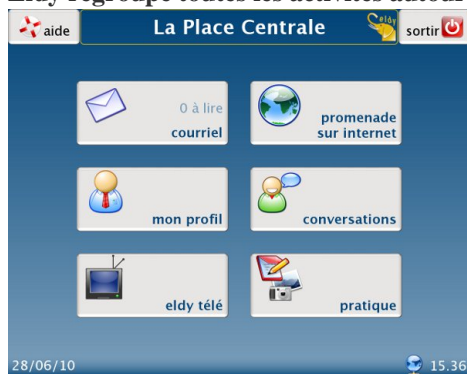 Eldy regroupe toutes les activités autour
aide
La Place Centrale
eldy
sortir
0 à lire
courriel
promenade
sur internet
mon profil
conversations
eldy télé
pratique
28/06/10
15.36